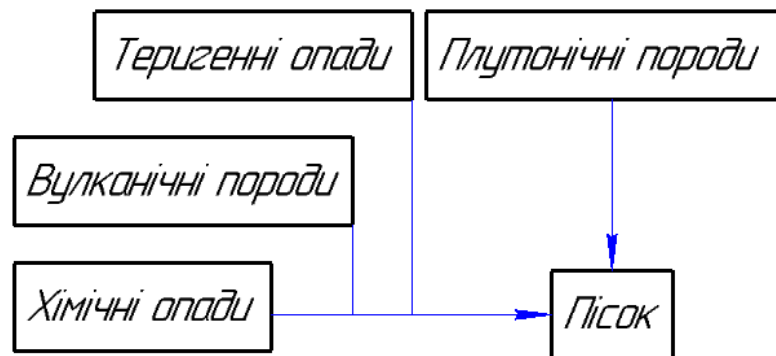 Теригенні опади
Плутонічні породи
Вулканічні породи
Хімічні опади
Пісок